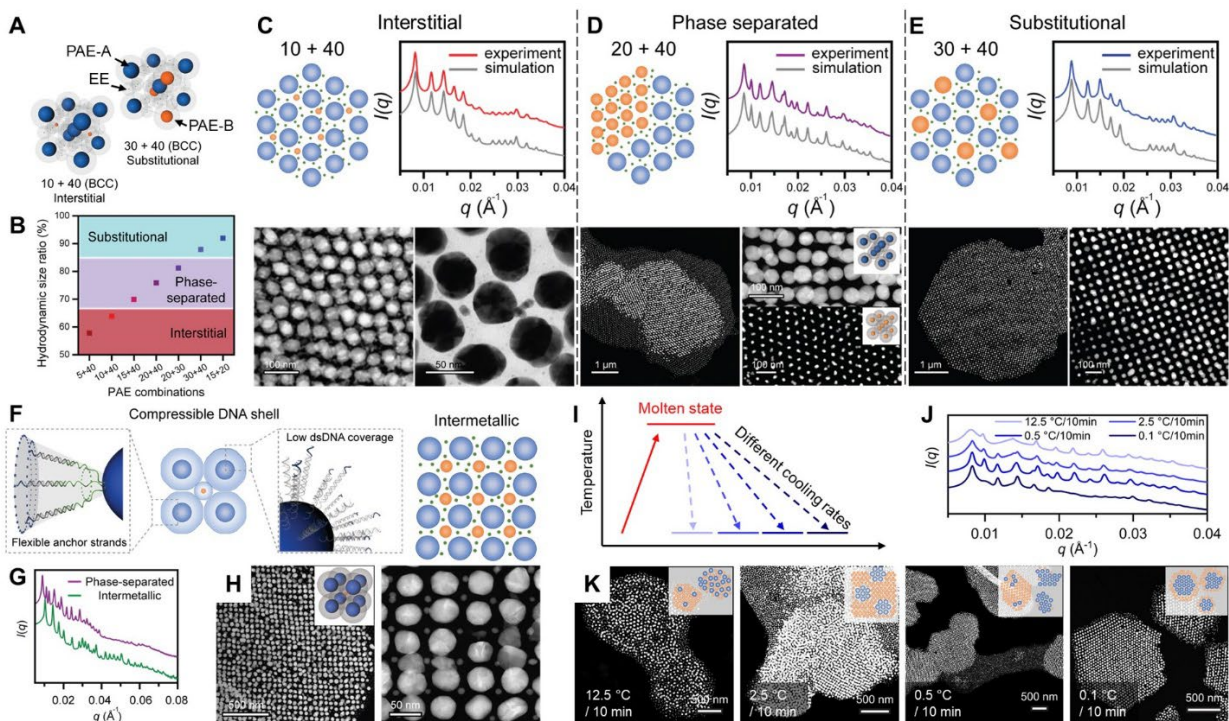 A
PAE-A
EE
PAE-B
30 + 40 (BCC)
Substitutional
10 + 40 (BCC)
Interstitial
B
Hydrodynamic size ratio (%)
100
90
80
70
60
50
Substitutional
Phase-
separated
Interstitial
5+40
10+40
15+40
20+40
20+30
30+40
15+20
PAE combinations
C
Interstitial
10 + 40
experiment
simulation
I(q)
0.01 0.02 0.03 0.04
q (Å⁻¹)
100 nm
50 nm
D
Phase separated
20 + 40
experiment
simulation
I(q)
0.01 0.02 0.03 0.04
q (Å⁻¹)
1 μm
100 nm
100 nm
E
Substitutional
30 + 40
experiment
simulation
I(q)
0.01 0.02 0.03 0.04
q (Å⁻¹)
1 μm
100 nm
F
Compressible DNA shell
Flexible anchor strands
Low dsDNA coverage
Intermetallic
G
Phase-separated
Intermetallic
I(q)
0.02 0.04 0.06 0.08
q (Å⁻¹)
H
500 nm
50 nm
I
Molten state
Temperature
Different cooling rates
J
12.5 °C/10min
2.5 °C/10min
0.5 °C/10min
0.1 °C/10min
I(q)
0.01 0.02 0.03 0.04
q (Å⁻¹)
K
12.5 °C
/ 10 min
500 nm
2.5 °C
/ 10 min
500 nm
0.5 °C
/ 10 min
500 nm
0.1 °C
/ 10 min
500 nm